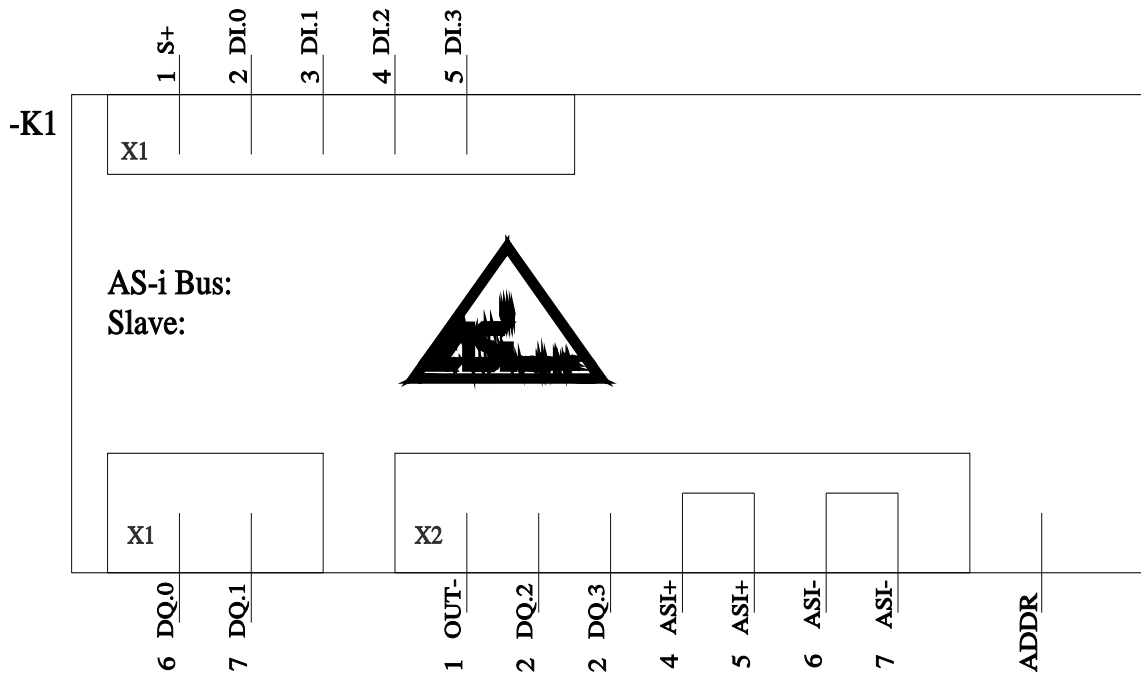 1 S+
2 DI.0
3 DI.1
4 DI.2
5 DI.3
-K1
X1
AS-i Bus:
Slave:
X1
X2
6 DQ.0
7 DQ.1
1 OUT-
2 DQ.2
2 DQ.3
4 ASI+
5 ASI+
6 ASI-
7 ASI-
ADDR